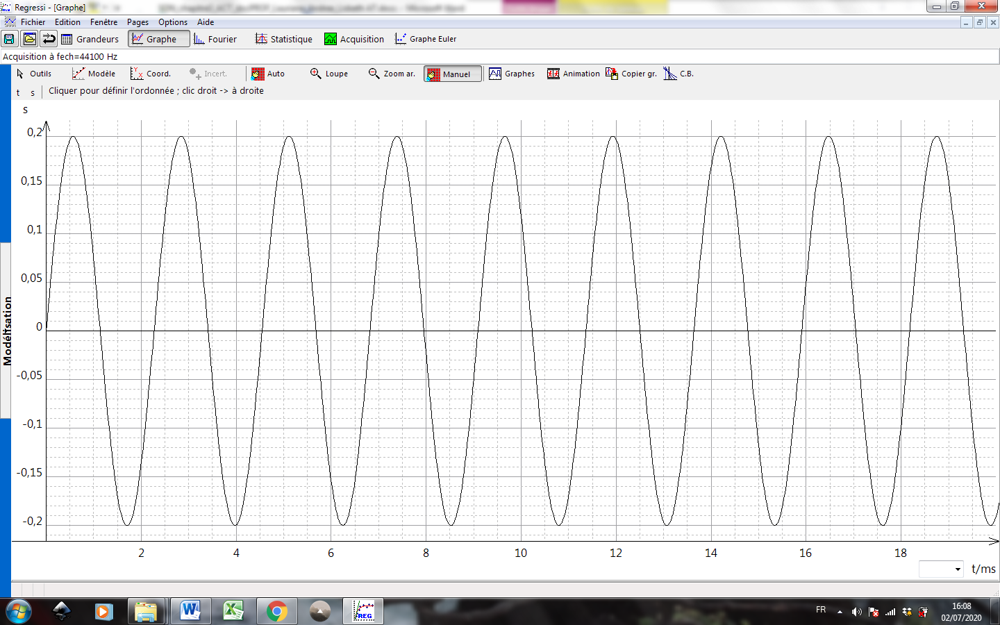 Regressi - [Graphe]
Fichier Edition Fenêtre Pages Options Aide
Grandeurs Graphe Fourier Statistique Acquisition Graphe Euler
Acquisition à fech=44100 Hz
Outils Modèle Coord. Incert. Auto Loupe Zoom ar. Manuel Graphes Animation Copier gr. C.B.
t s Cliquer pour définir l'ordonnée ; clic droit -> à droite
s
0,2
0,15
0,1
0,05
0
-0,05
-0,1
-0,15
-0,2
Modélisation
2 4 6 8 10 12 14 16 18
t/ms
REG
FR
16:08
02/07/2020